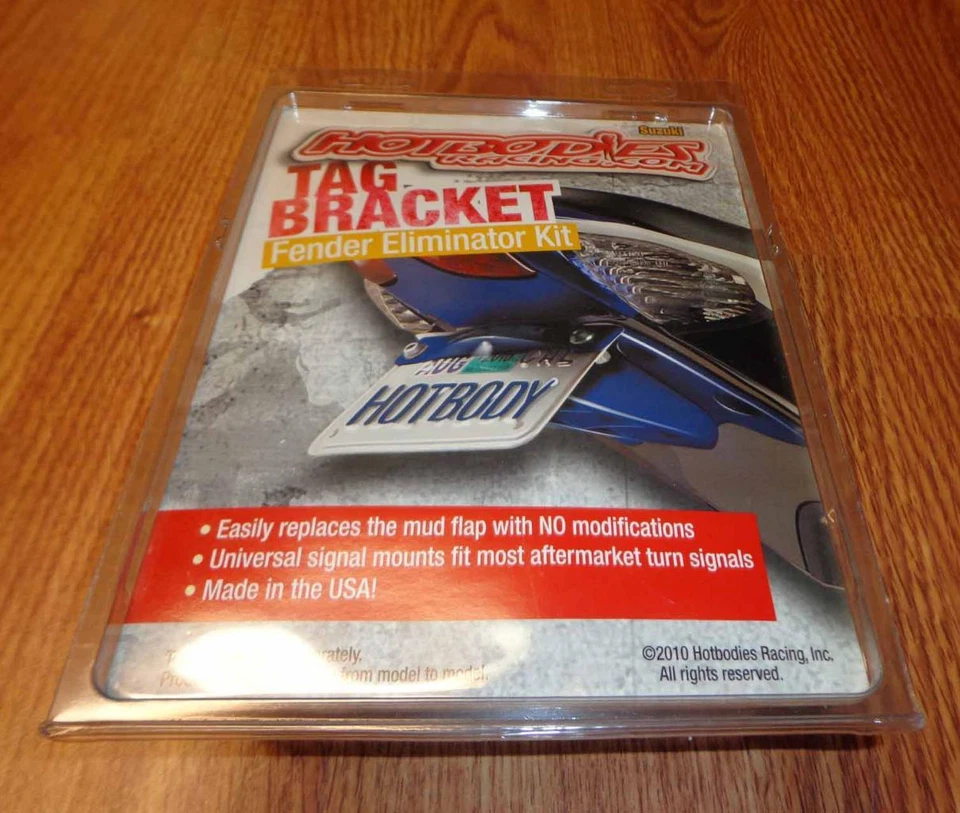 Suzuki
HOTBODIES
RACING.COM
TAG
BRACKET
Fender Eliminator Kit
AUG CAL
HOTBODY
• Easily replaces the mud flap with NO modifications
• Universal signal mounts fit most aftermarket turn signals
• Made in the USA!
rately.
from model to model.
©2010 Hotbodies Racing, Inc.
All rights reserved.